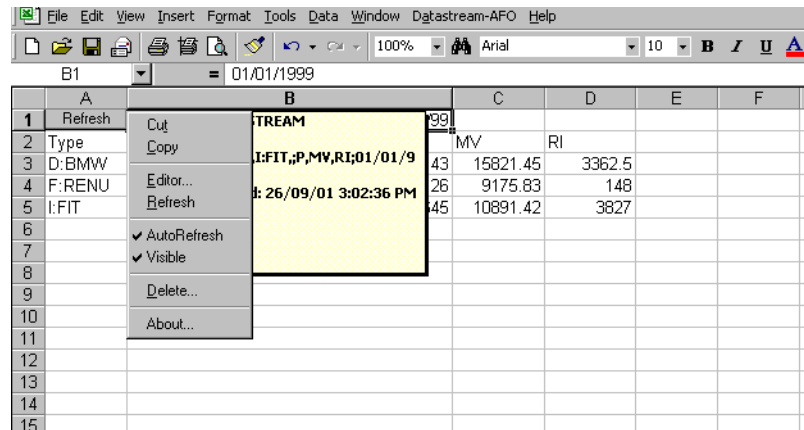 File Edit View Insert Format Tools Data Window Datastream-AFO Help
100% Arial 10 B I U A
B1 = 01/01/1999
A B C D E F
1 Refresh TREAM /99
2 Type MV RI
3 D:BMW 43 15821.45 3362.5
4 F:RENU 26 9175.83 148
5 I:FIT 545 10891.42 3827
6
7
8
9
10
11
12
13
14
15
Cut
Copy
Editor...
Refresh
AutoRefresh
Visible
Delete...
About...
,I:FIT,;P,MV,RI;01/01/9
d: 26/09/01 3:02:36 PM